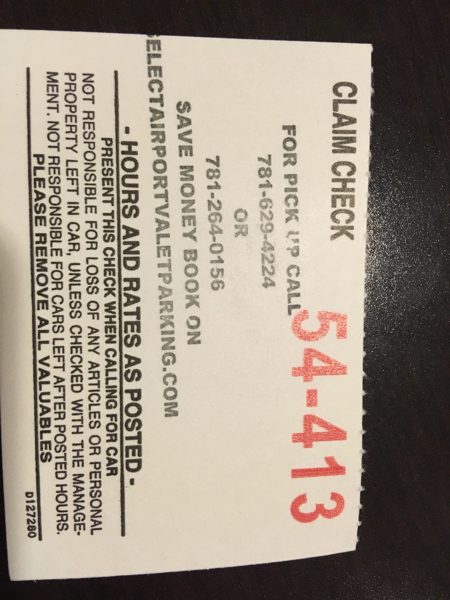 CLAIM CHECK
54-413
FOR PICK UP CALL
781-629-4224
OR
781-264-0156
SAVE MONEY BOOK ON
ELECTAIRPORTVALETPARKING.COM
- HOURS AND RATES AS POSTED -
PRESENT THIS CHECK WHEN CALLING FOR CAR
NOT RESPONSIBLE FOR LOSS OF ANY ARTICLES OR PERSONAL
PROPERTY LEFT IN CAR, UNLESS CHECKED WITH THE MANAGE-
MENT. NOT RESPONSIBLE FOR CARS LEFT AFTER POSTED HOURS.
PLEASE REMOVE ALL VALUABLES
D127280